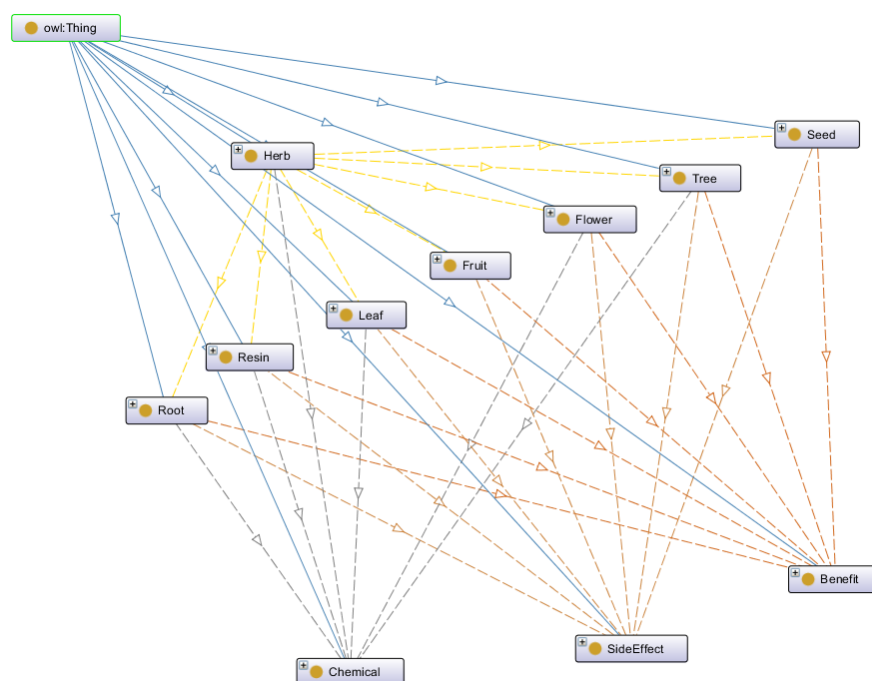 owl:Thing
Seed
Herb
Tree
Flower
Fruit
Leaf
Resin
Root
Benefit
SideEffect
Chemical